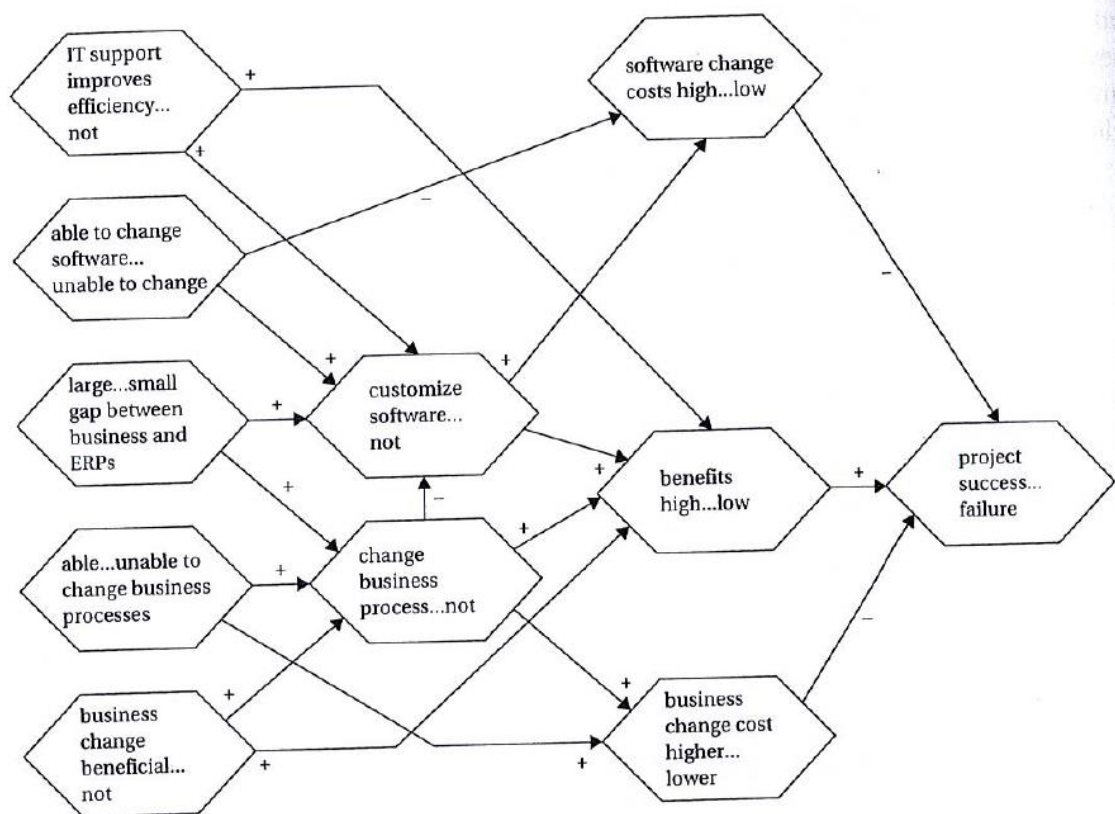 IT support
improves
efficiency...
not
+
+
software change
costs high...low
able to change
software...
unable to change
−
−
+
large...small
gap between
business and
ERPs
+
+
customize
software...
not
+
+
benefits
high...low
+
project
success...
failure
−
able...unable to
change business
processes
+
change
business
process...not
+
−
business
change
beneficial...
not
+
+
+
+
business
change cost
higher...
lower